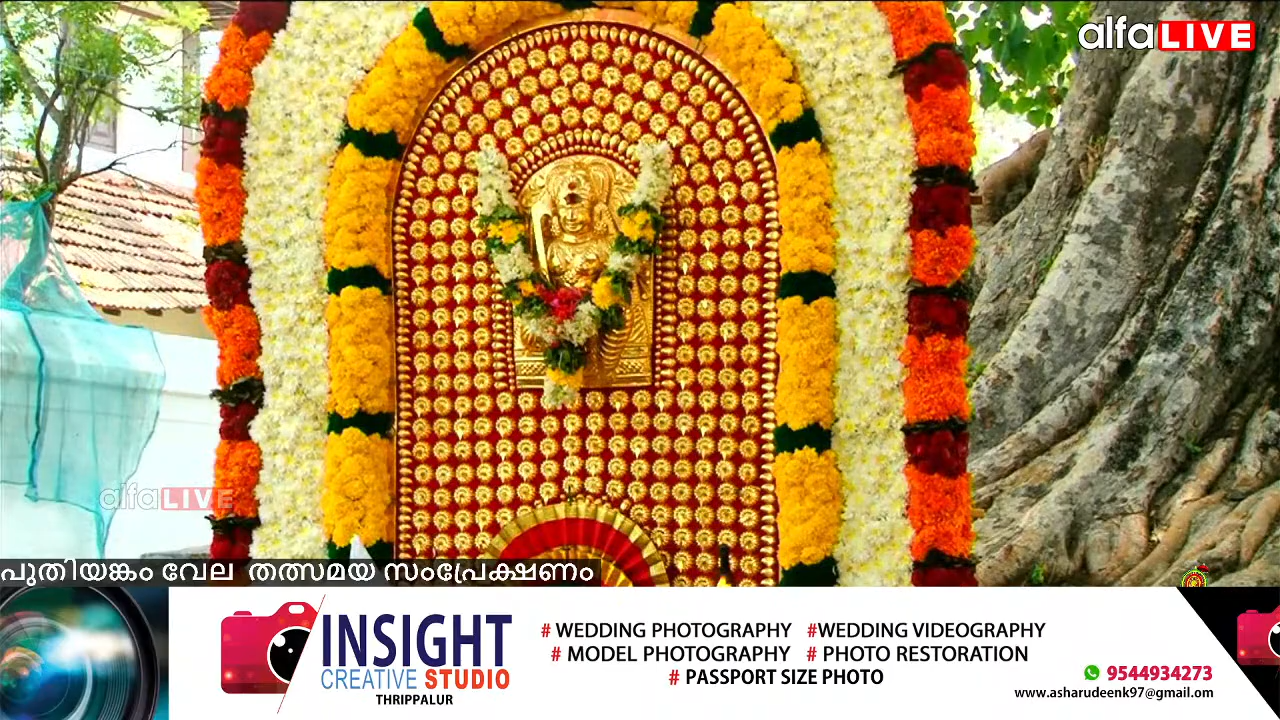 alfaLIVE
alfaLIVE
പുതിയങ്കം വേല തത്സമയ സംപ്രേക്ഷണം
INSIGHT
CREATIVE STUDIO
THRIPPALUR
# WEDDING PHOTOGRAPHY #WEDDING VIDEOGRAPHY
# MODEL PHOTOGRAPHY # PHOTO RESTORATION
# PASSPORT SIZE PHOTO
9544934273
www.asharudeenk97@gmail.om